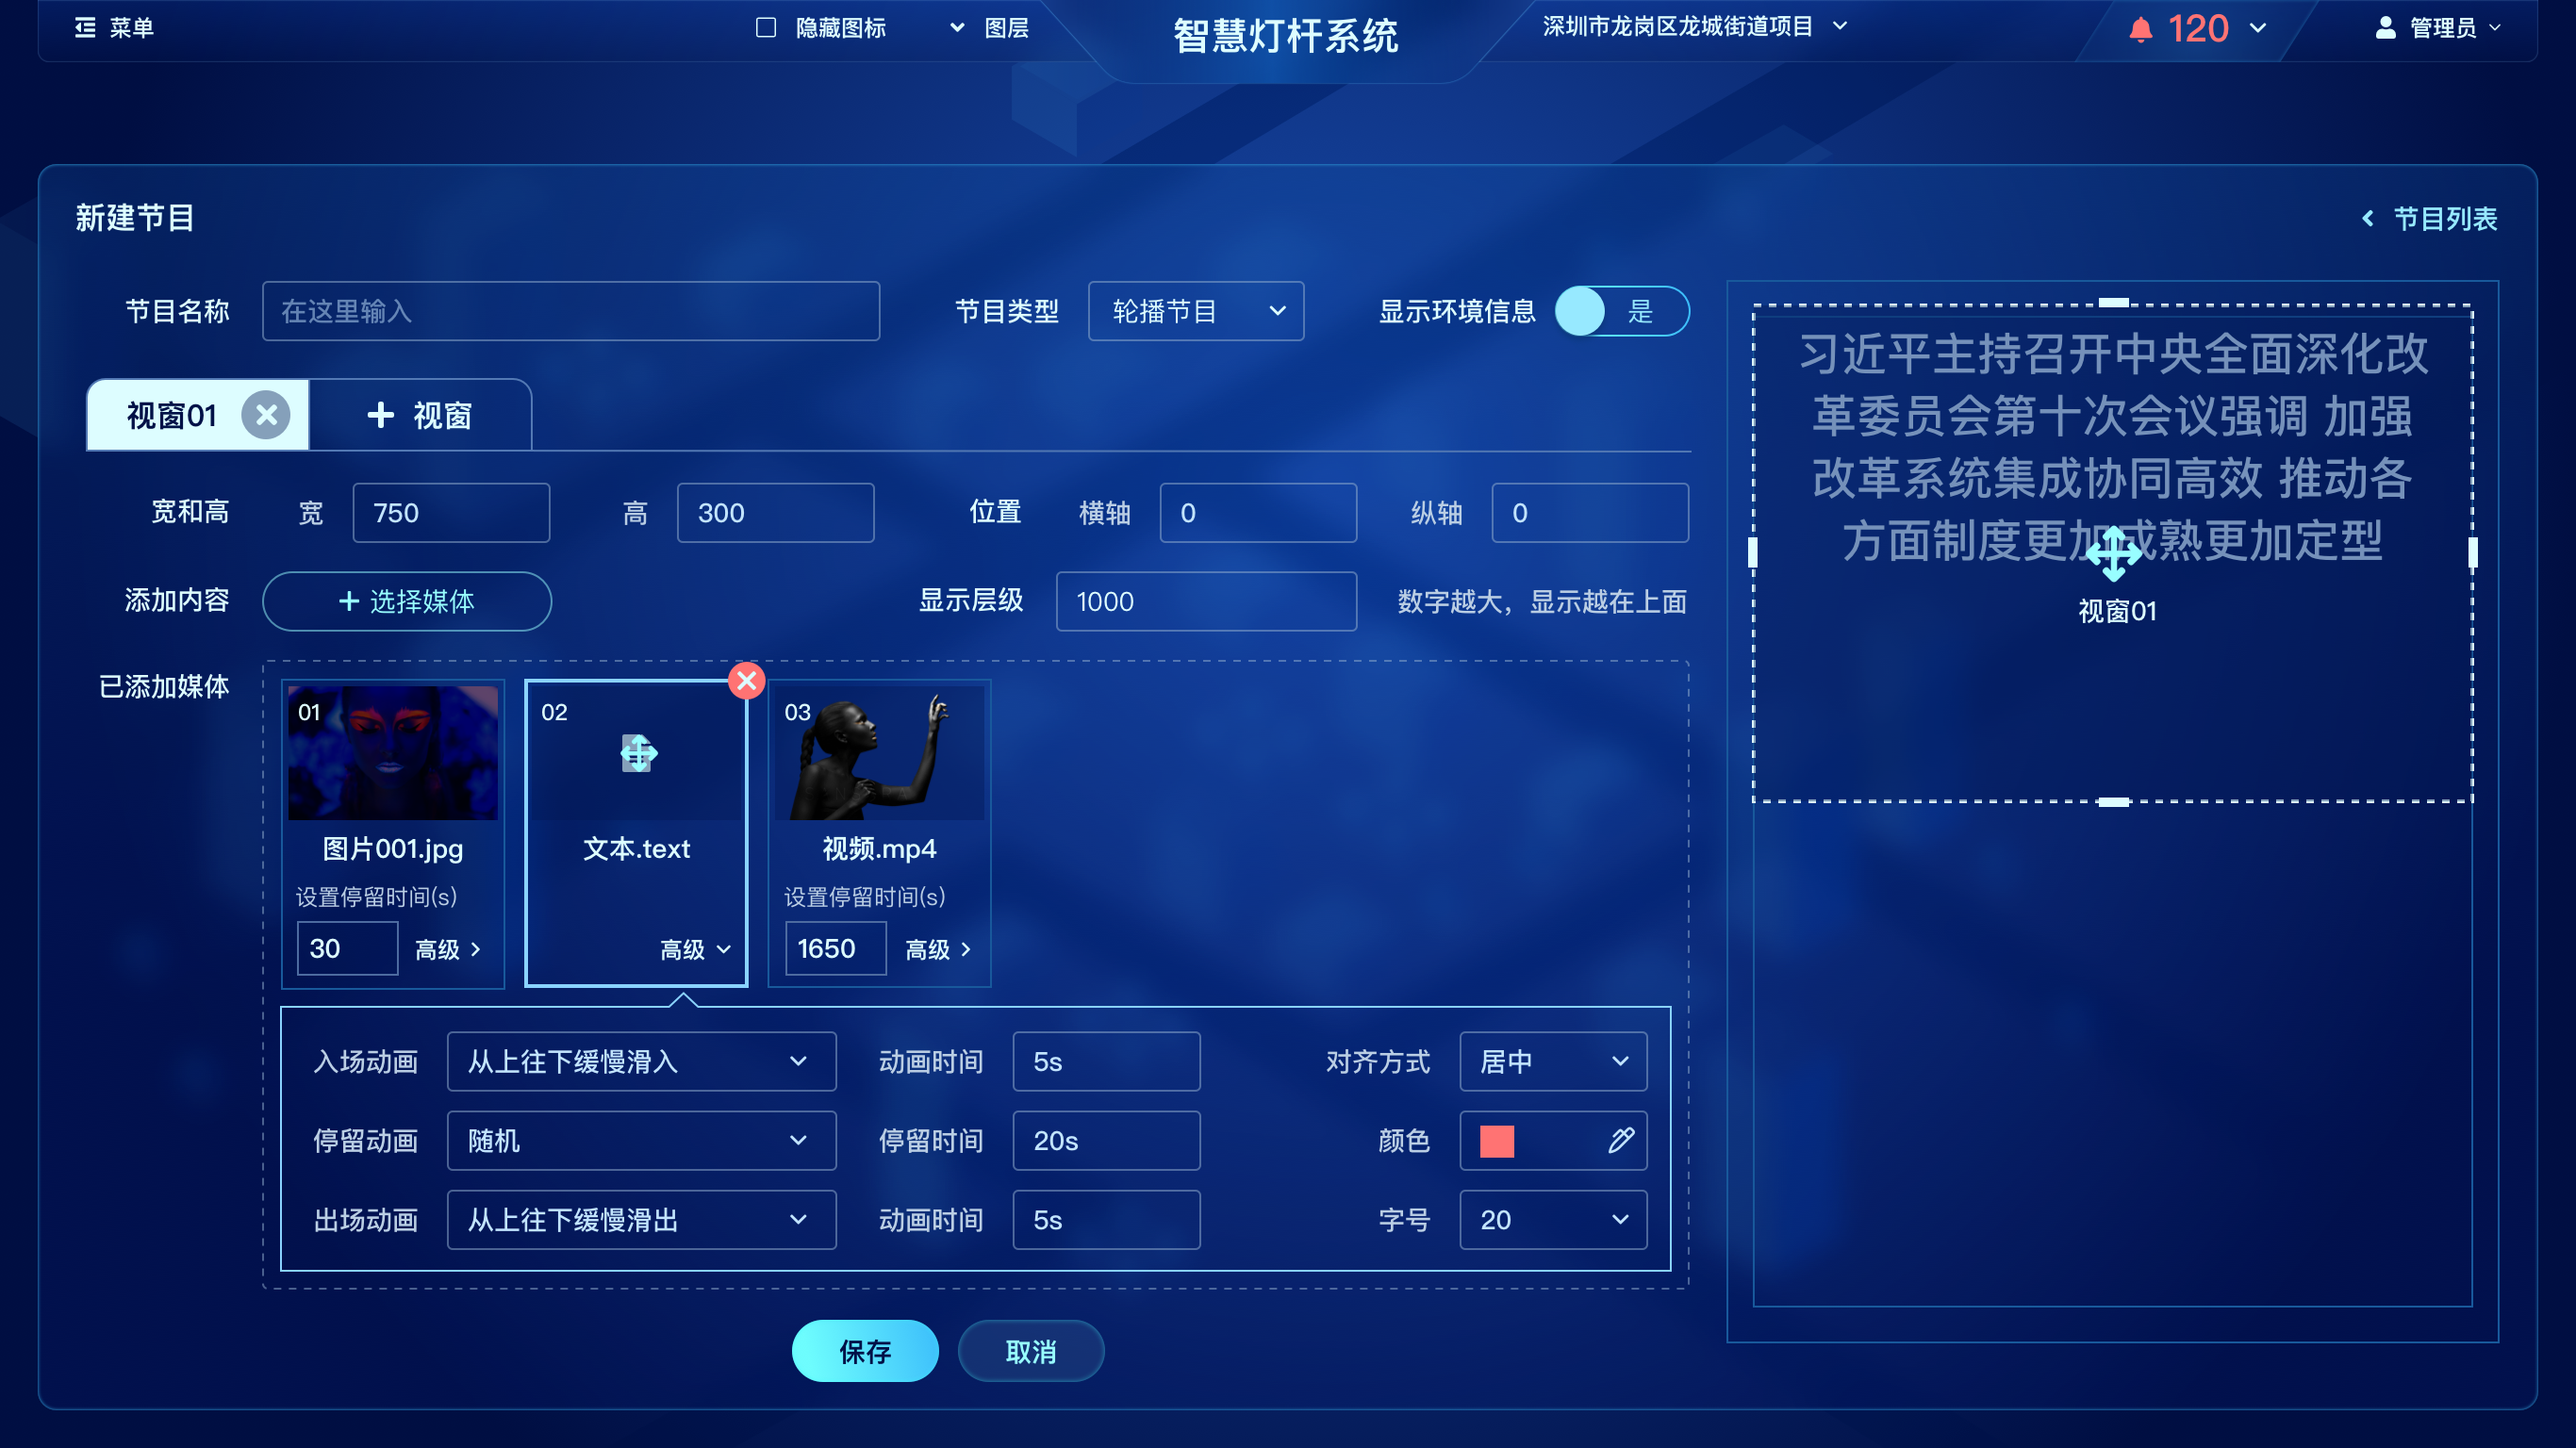 菜单
隐藏图标
图层
智慧灯杆系统
深圳市龙岗区龙城街道项目
120
管理员
新建节目
节目列表
节目名称
在这里输入
节目类型
轮播节目
显示环境信息
是
视窗01
视窗
宽和高
宽
750
高
300
位置
横轴
0
纵轴
0
添加内容
+ 选择媒体
显示层级
1000
数字越大，显示越在上面
已添加媒体
01
图片001.jpg
设置停留时间(s)
30
高级
02
文本.text
高级
03
视频.mp4
设置停留时间(s)
1650
高级
入场动画
从上往下缓慢滑入
动画时间
5s
对齐方式
居中
停留动画
随机
停留时间
20s
颜色
出场动画
从上往下缓慢滑出
动画时间
5s
字号
20
保存
取消
习近平主持召开中央全面深化改
革委员会第十次会议强调 加强
改革系统集成协同高效 推动各
方面制度更加成熟更加定型
视窗01